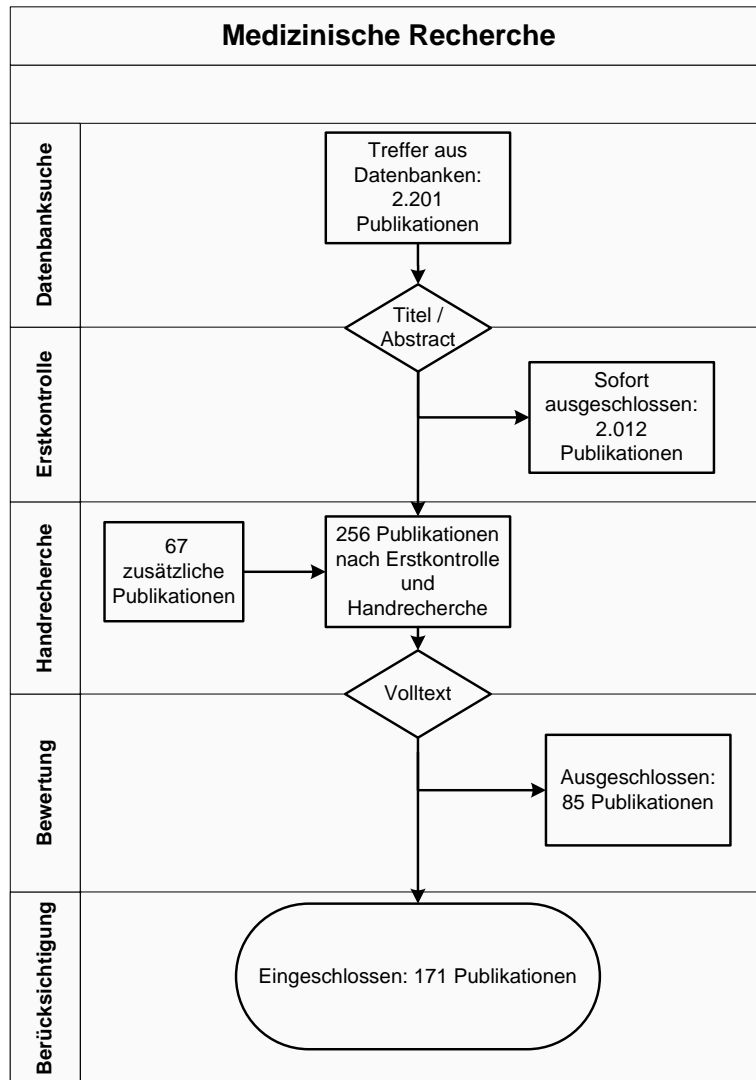 Medizinische Recherche
Datenbanksuche
Treffer aus
Datenbanken:
2.201
Publikationen
Titel /
Abstract
Erstkontrolle
Sofort
ausgeschlossen:
2.012
Publikationen
Handrecherche
67
zusätzliche
Publikationen
256 Publikationen
nach Erstkontrolle
und
Handrecherche
Volltext
Bewertung
Ausgeschlossen:
85 Publikationen
Berücksichtigung
Eingeschlossen: 171 Publikationen